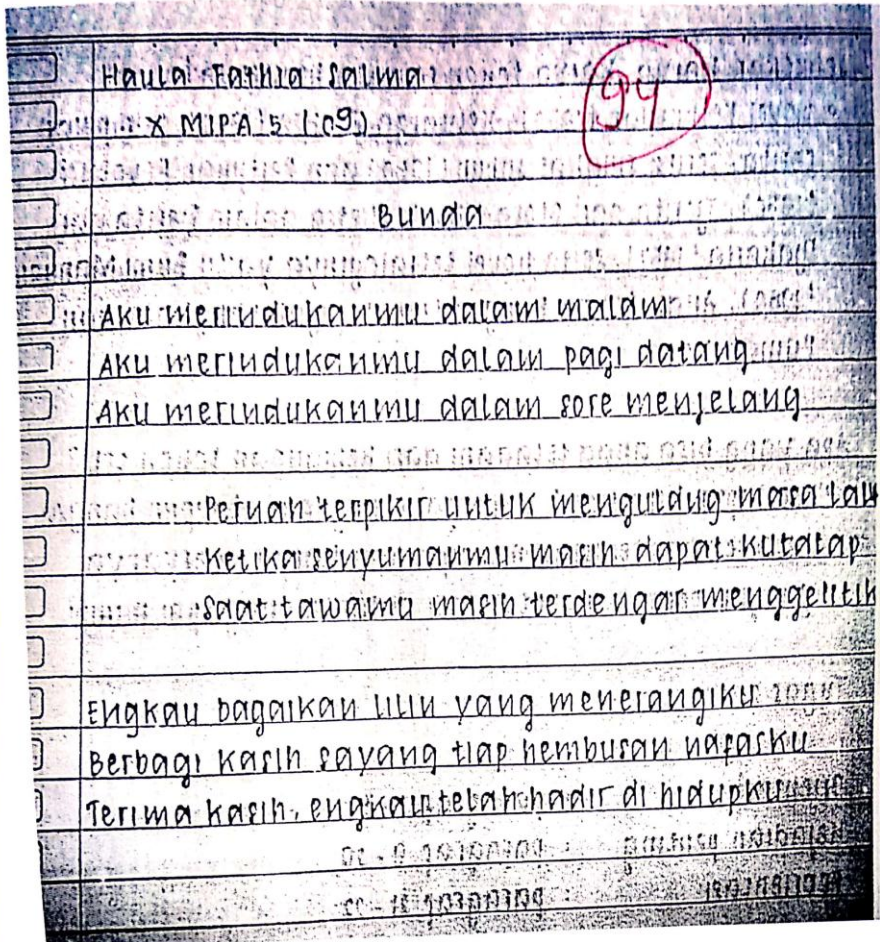 Haula Fathia Salma
94
X MIPA 5 (09)
Bunda
Aku merindukanmu dalam malam
Aku merindukanmu dalam pagi datang
Aku merindukanmu dalam sore menjelang
Pernah terpikir untuk mengulang masa lalu
Ketika senyumanmu masih dapat kutatap
Saat tawamu masih terdengar menggelitik
Engkau bagaikan lilin yang menerangiku
Berbagi kasih sayang tiap hembusan nafasku
Terima kasih, engkau telah hadir di hidupku